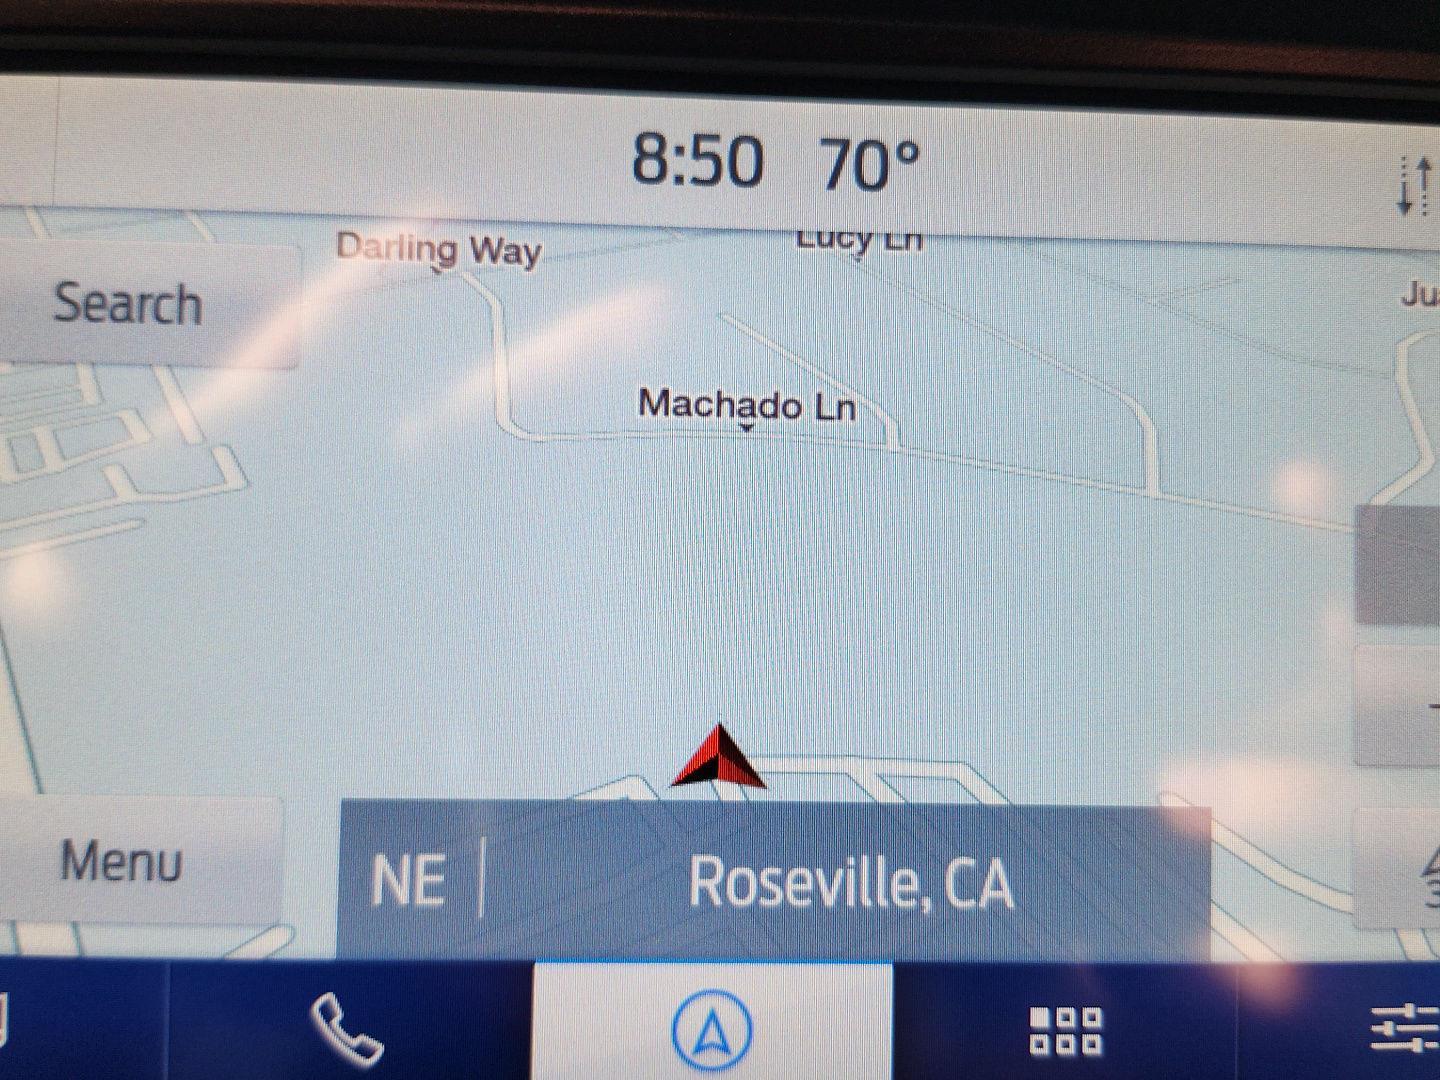 8:50 70°
Darling Way
Lucy Ln
Search
Machado Ln
Menu
NE
Roseville, CA